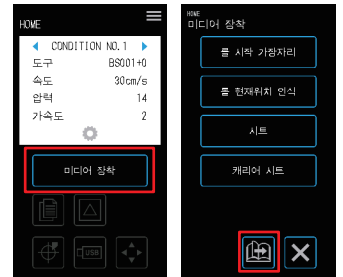 HOME
CONDITION NO.1
도구 BS001+0
속도 30cm/s
압력 14
가속도 2
미디어 장착
USB
HOME
미디어 장착
롤 시작 가장자리
롤 현재위치 인식
시트
캐리어 시트